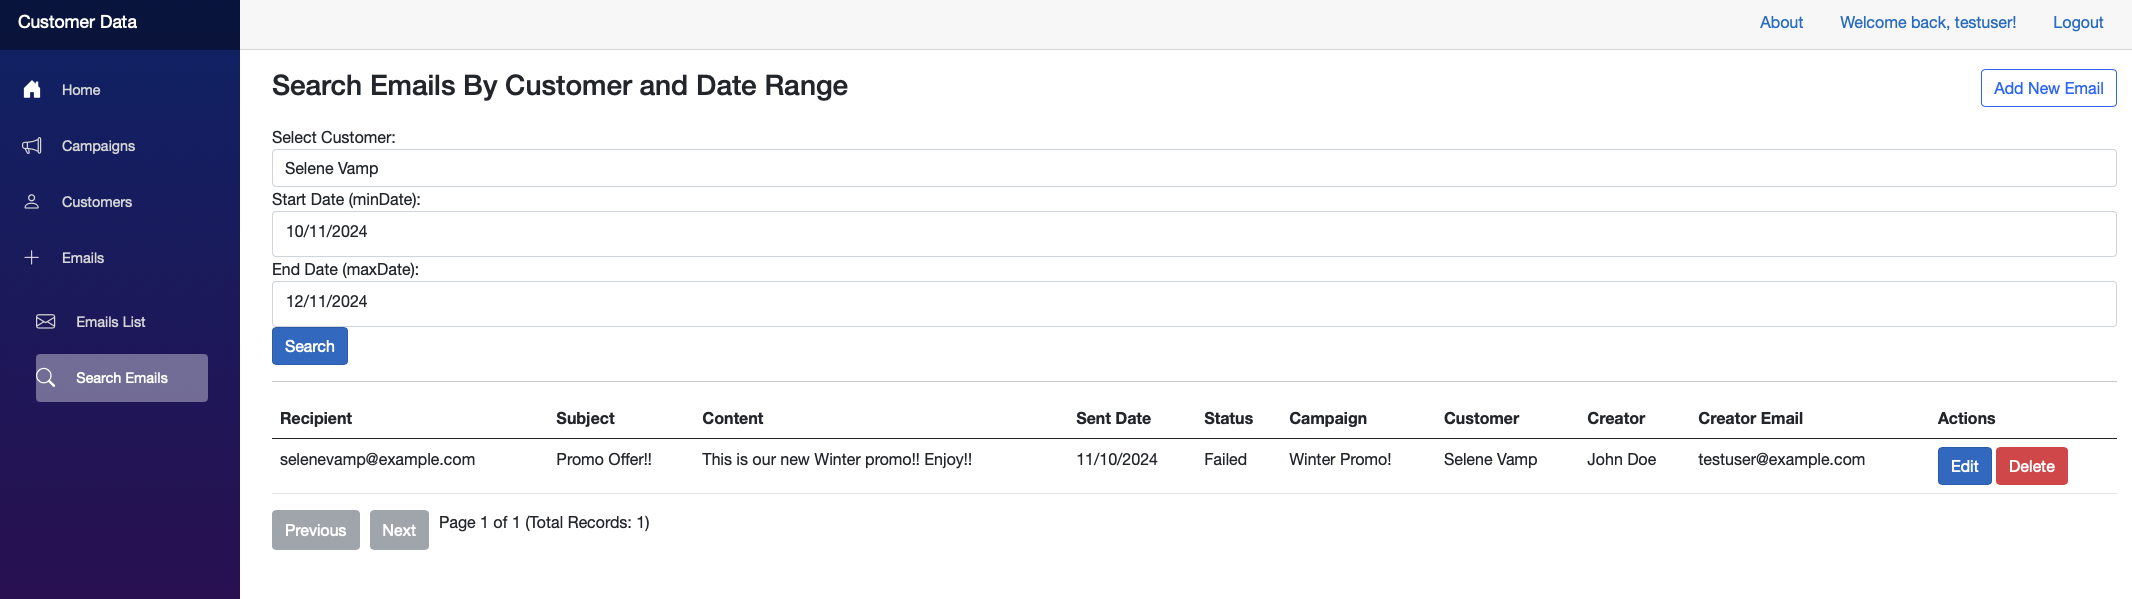 Customer Data
About Welcome back, testuser! Logout
Home
Campaigns
Customers
Emails
Emails List
Search Emails
Search Emails By Customer and Date Range
Add New Email
Select Customer:
Selene Vamp
Start Date (minDate):
10/11/2024
End Date (maxDate):
12/11/2024
Search
Recipient Subject Content Sent Date Status Campaign Customer Creator Creator Email Actions
selenevamp@example.com Promo Offer!! This is our new Winter promo!! Enjoy!! 11/10/2024 Failed Winter Promo! Selene Vamp John Doe testuser@example.com Edit Delete
Previous Next Page 1 of 1 (Total Records: 1)